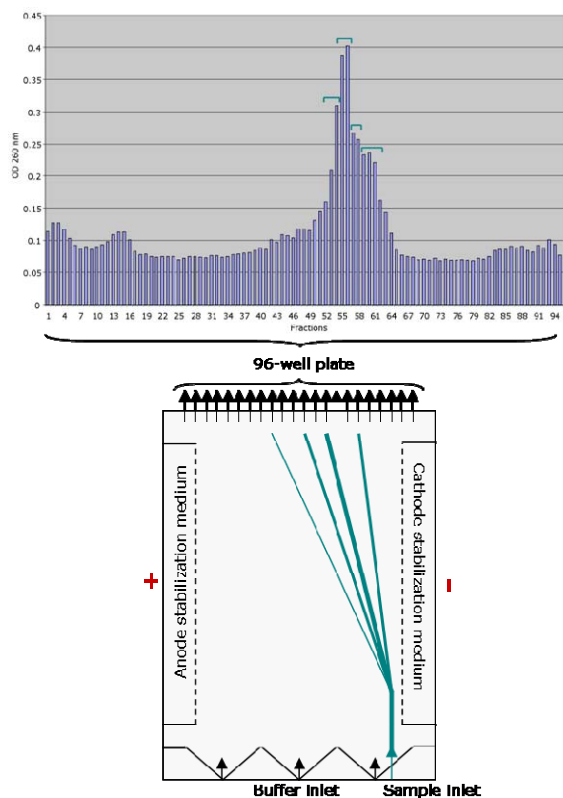 0.45
0.4
0.35
0.3
0.25
0.2
0.15
0.1
0.05
0
OD 260 nm
1 4 7 10 13 16 19 22 25 28 31 34 37 40 43 46 49 52 55 58 61 64 67 70 73 76 79 82 85 88 91 94
Fractions
96-well plate
Anode stabilization medium
Cathode stabilization medium
+
-
Buffer Inlet
Sample Inlet